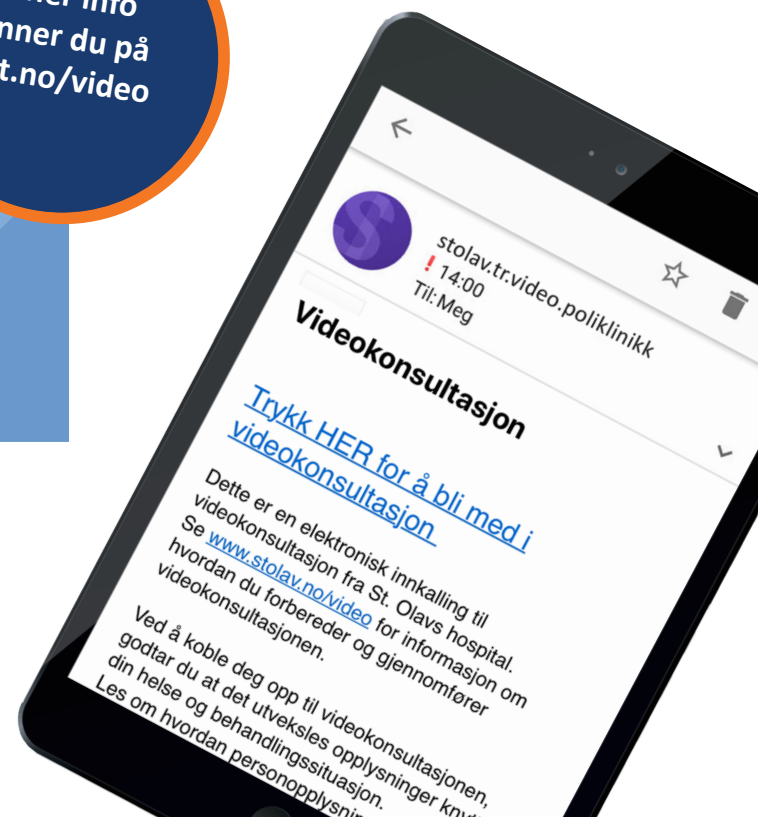 info
du på
t.no/video
stolav.tr.video.poliklinikk
! 14:00
Til: Meg
Videokonsultasjon
Trykk HER for å bli med i
videokonsultasjon
Dette er en elektronisk innkalling til
videokonsultasjon fra St. Olavs hospital.
Se www.stolav.no/video for informasjon om
hvordan du forbereder og gjennomfører
videokonsultasjonen.
Ved å koble deg opp til videokonsultasjonen,
godtar du at det utveksles opplysninger
din helse og behandlingssituasjon.
Les om hvordan